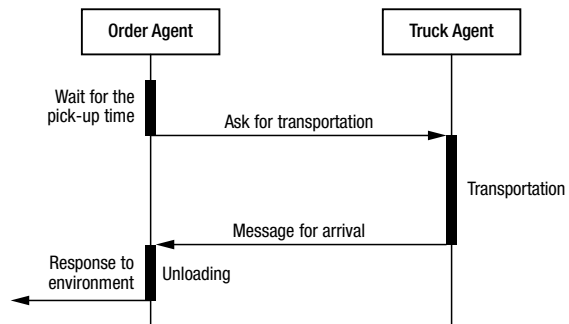 Order Agent
Truck Agent
Wait for the
pick-up time
Ask for transportation
Transportation
Message for arrival
Response to
environment
Unloading